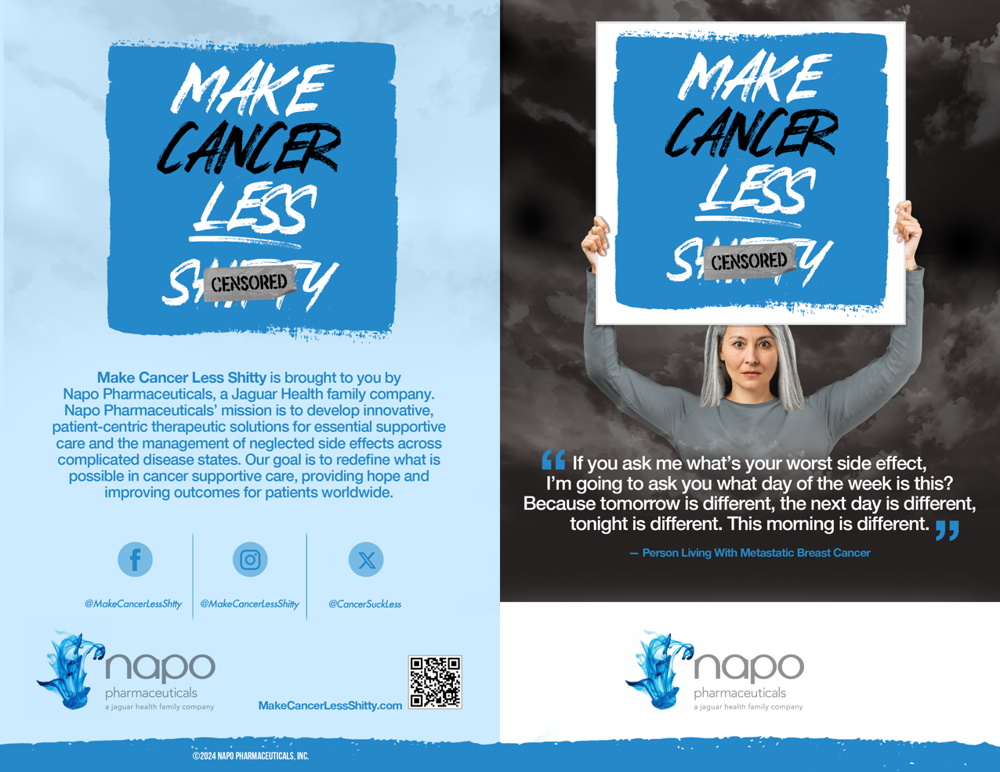 MAKE
CANCER
LESS
SHITTY
CENSORED
Make Cancer Less Shitty is brought to you by
Napo Pharmaceuticals, a Jaguar Health family company.
Napo Pharmaceuticals’ mission is to develop innovative,
patient-centric therapeutic solutions for essential supportive
care and the management of neglected side effects across
complicated disease states. Our goal is to redefine what is
possible in cancer supportive care, providing hope and
improving outcomes for patients worldwide.
@MakeCancerLessShtty
@MakeCancerLessShitty
@CancerSuckLess
napo
pharmaceuticals
a jaguar health family company
MakeCancerLessShitty.com
©2024 NAPO PHARMACEUTICALS, INC.
MAKE
CANCER
LESS
SHITTY
CENSORED
“ If you ask me what’s your worst side effect,
I’m going to ask you what day of the week is this?
Because tomorrow is different, the next day is different,
tonight is different. This morning is different. ”
— Person Living With Metastatic Breast Cancer
napo
pharmaceuticals
a jaguar health family company